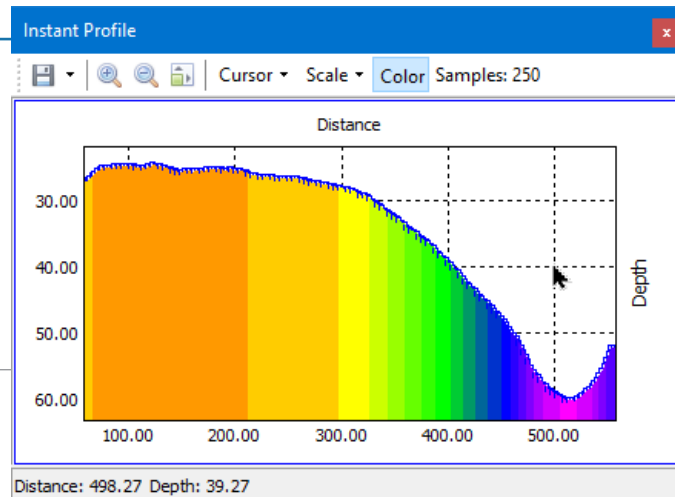 Instant Profile x
Cursor Scale Color Samples: 250
Distance
30.00
40.00
50.00
60.00
Depth
100.00 200.00 300.00 400.00 500.00
Distance: 498.27 Depth: 39.27